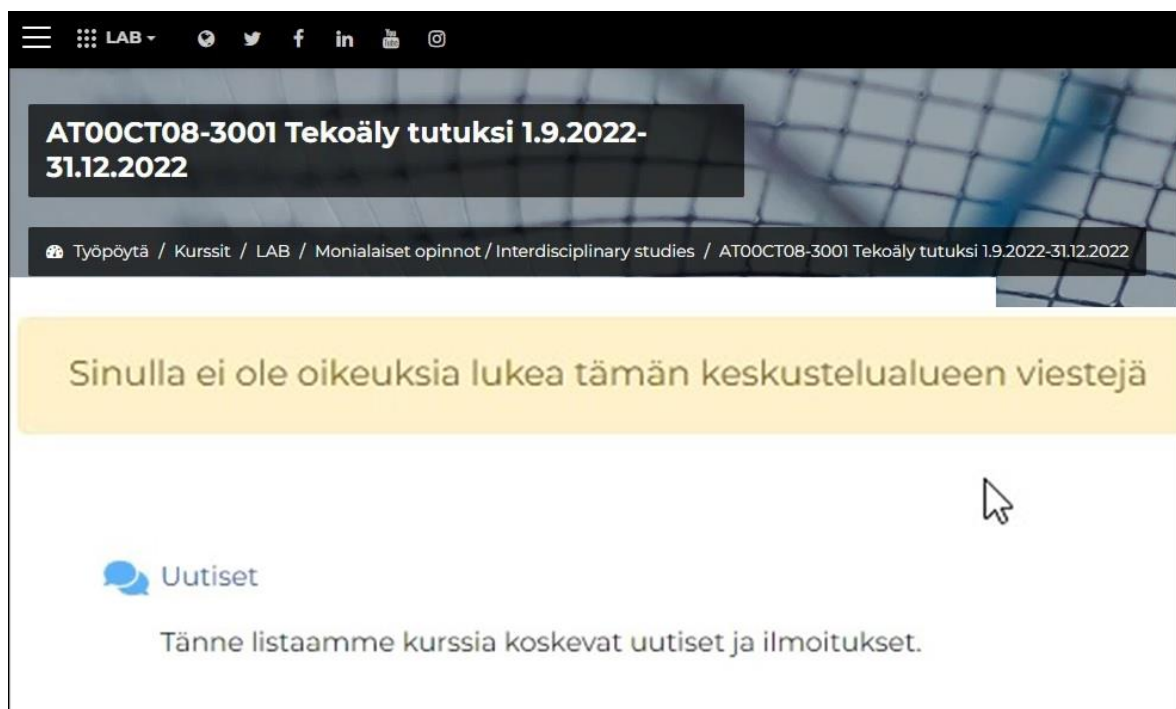 LAB
AT00CT08-3001 Tekoäly tutuksi 1.9.2022-
31.12.2022
Työpöytä / Kurssit / LAB / Monialaiset opinnot / Interdisciplinary studies / AT00CT08-3001 Tekoäly tutuksi 1.9.2022-31.12.2022
Sinulla ei ole oikeuksia lukea tämän keskustelualueen viestejä
Uutiset
Tänne listaamme kurssia koskevat uutiset ja ilmoitukset.